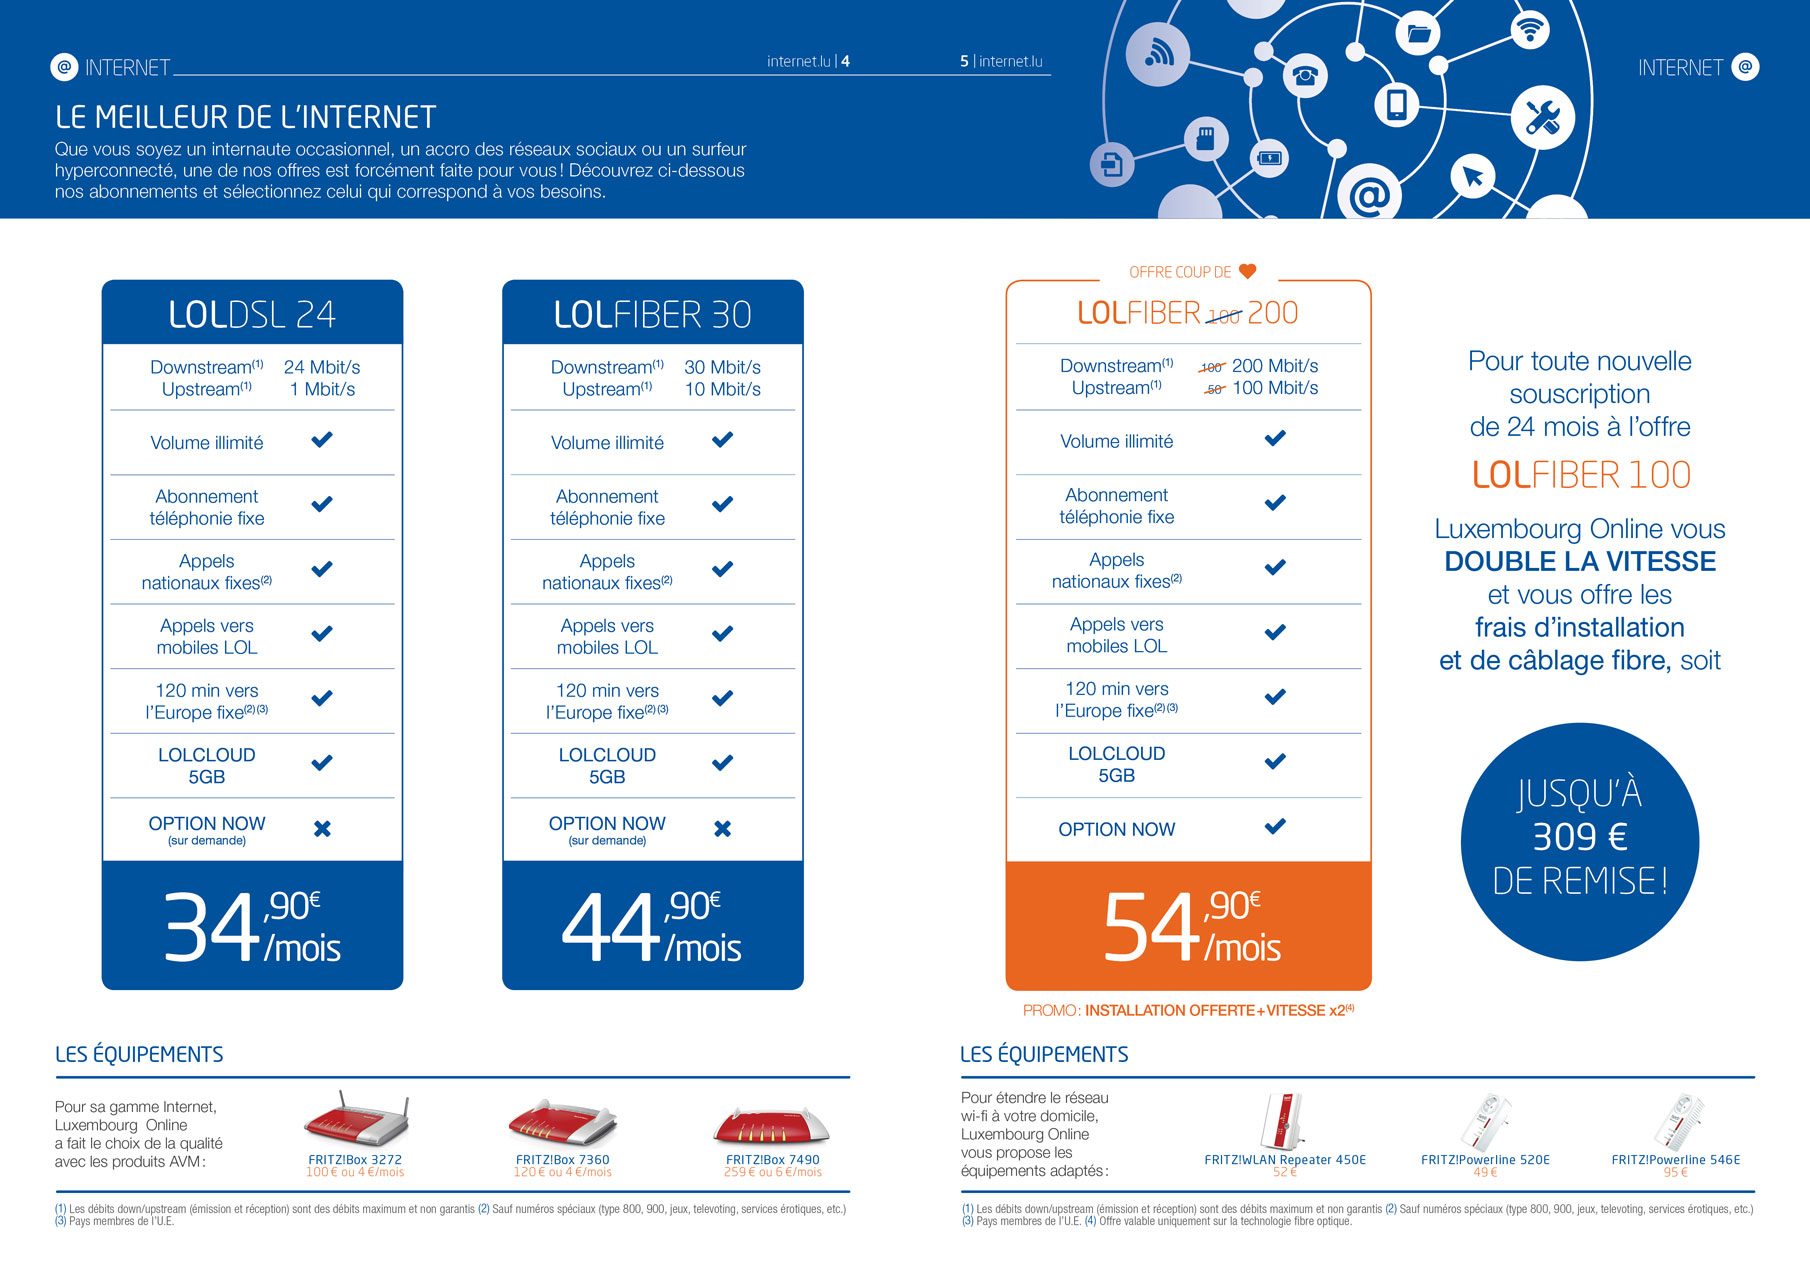 @ INTERNET
internet.lu | 4
5 | internet.lu
INTERNET @
LE MEILLEUR DE L'INTERNET
Que vous soyez un internaute occasionnel, un accro des réseaux sociaux ou un surfeur
hyperconnecté, une de nos offres est forcément faite pour vous ! Découvrez ci-dessous
nos abonnements et sélectionnez celui qui correspond à vos besoins.
@
LOLDSL 24
Downstream(1) 24 Mbit/s
Upstream(1) 1 Mbit/s
Volume illimité
Abonnement
téléphonie fixe
Appels
nationaux fixes(2)
Appels vers
mobiles LOL
120 min vers
l'Europe fixe(2)(3)
LOLCLOUD
5GB
OPTION NOW
(sur demande)
34,90€
/mois
LOLFIBER 30
Downstream(1) 30 Mbit/s
Upstream(1) 10 Mbit/s
Volume illimité
Abonnement
téléphonie fixe
Appels
nationaux fixes(2)
Appels vers
mobiles LOL
120 min vers
l'Europe fixe(2)(3)
LOLCLOUD
5GB
OPTION NOW
(sur demande)
44,90€
/mois
OFFRE COUP DE
LOLFIBER 100 200
Downstream(1) 100 200 Mbit/s
Upstream(1) 50 100 Mbit/s
Volume illimité
Abonnement
téléphonie fixe
Appels
nationaux fixes(2)
Appels vers
mobiles LOL
120 min vers
l'Europe fixe(2)(3)
LOLCLOUD
5GB
OPTION NOW
54,90€
/mois
PROMO : INSTALLATION OFFERTE + VITESSE x2(4)
Pour toute nouvelle
souscription
de 24 mois à l'offre
LOLFIBER 100
Luxembourg Online vous
DOUBLE LA VITESSE
et vous offre les
frais d'installation
et de câblage fibre, soit
JUSQU'À
309 €
DE REMISE !
LES ÉQUIPEMENTS
Pour sa gamme Internet,
Luxembourg Online
a fait le choix de la qualité
avec les produits AVM :
FRITZ!Box 3272
100 € ou 4 €/mois
FRITZ!Box 7360
120 € ou 4 €/mois
FRITZ!Box 7490
259 € ou 6 €/mois
(1) Les débits down/upstream (émission et réception) sont des débits maximum et non garantis (2) Sauf numéros spéciaux (type 800, 900, jeux, televoting, services érotiques, etc.)
(3) Pays membres de l'U.E.
LES ÉQUIPEMENTS
Pour étendre le réseau
wi-fi à votre domicile,
Luxembourg Online
vous propose les
équipements adaptés :
FRITZ!WLAN Repeater 450E
52 €
FRITZ!Powerline 520E
49 €
FRITZ!Powerline 546E
95 €
(1) Les débits down/upstream (émission et réception) sont des débits maximum et non garantis (2) Sauf numéros spéciaux (type 800, 900, jeux, televoting, services érotiques, etc.)
(3) Pays membres de l'U.E. (4) Offre valable uniquement sur la technologie fibre optique.